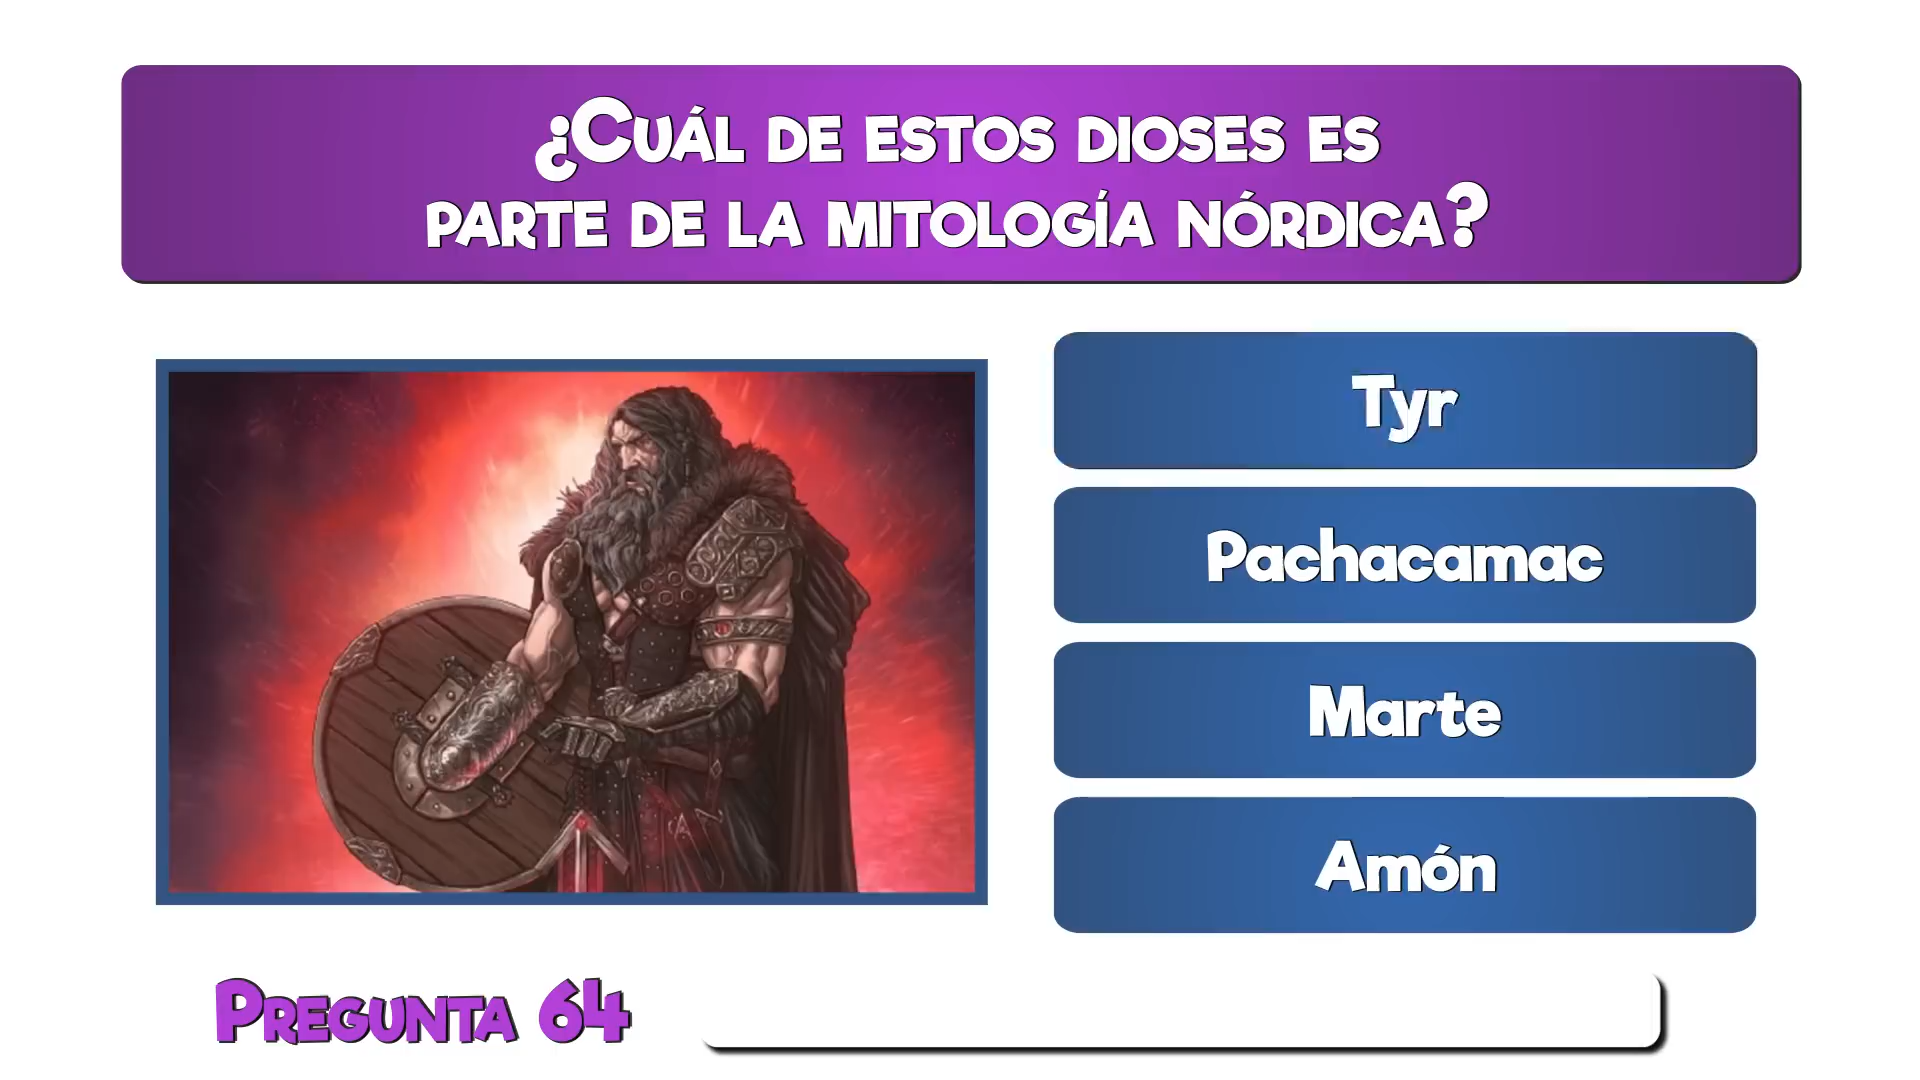 ¿Cuál de estos dioses es
parte de la mitología nórdica?
Tyr
Pachacamac
Marte
Amón
Pregunta 64